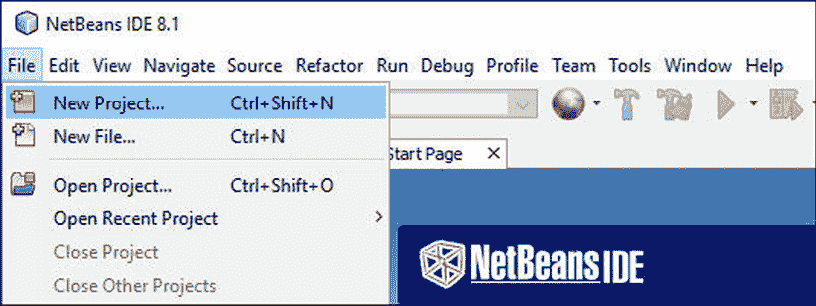 NetBeans IDE 8.1
File Edit View Navigate Source Refactor Run Debug Profile Team Tools Window Help
New Project... Ctrl+Shift+N
New File... Ctrl+N
Start Page X
Open Project... Ctrl+Shift+O
Open Recent Project >
Close Project
NetBeans IDE
Close Other Projects